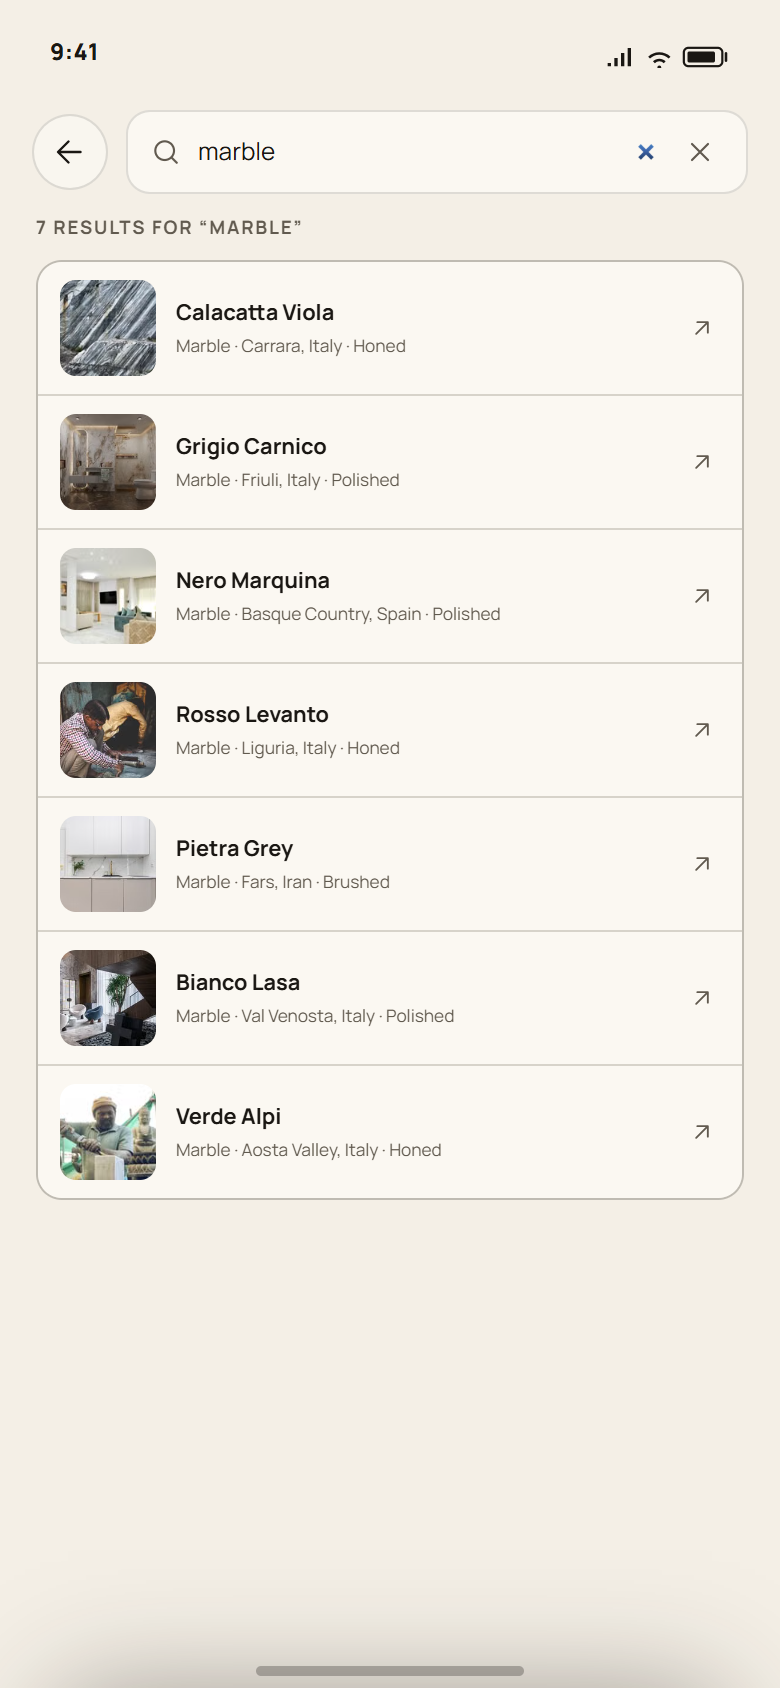 9:41
marble
7 RESULTS FOR “MARBLE”
Calacatta Viola
Marble · Carrara, Italy · Honed
Grigio Carnico
Marble · Friuli, Italy · Polished
Nero Marquina
Marble · Basque Country, Spain · Polished
Rosso Levanto
Marble · Liguria, Italy · Honed
Pietra Grey
Marble · Fars, Iran · Brushed
Bianco Lasa
Marble · Val Venosta, Italy · Polished
Verde Alpi
Marble · Aosta Valley, Italy · Honed